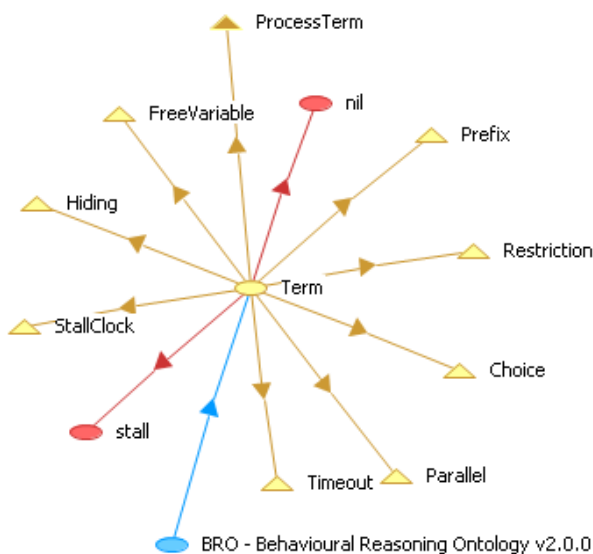 ProcessTerm
nil
FreeVariable
Prefix
Hiding
Restriction
Term
StallClock
Choice
stall
Timeout
Parallel
BRO - Behavioural Reasoning Ontology v2.0.0